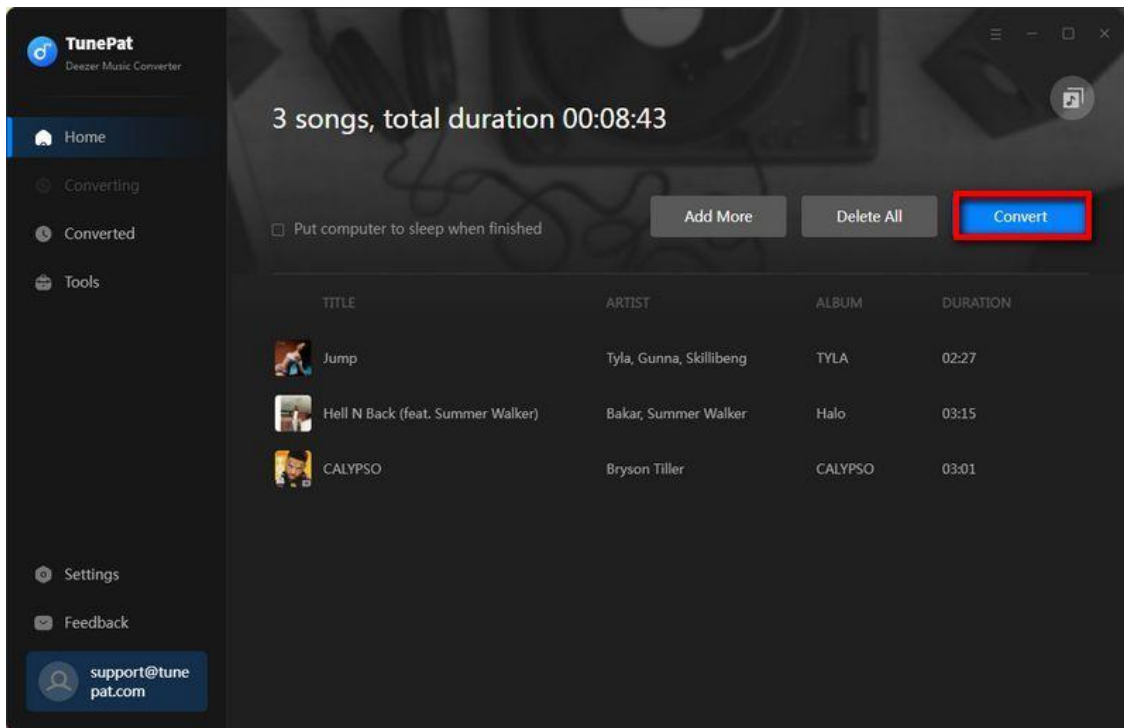 TunePat
Deezer Music Converter
Home
Converting
Converted
Tools
Settings
Feedback
support@tune
pat.com
3 songs, total duration 00:08:43
Put computer to sleep when finished
Add More Delete All Convert
TITLE ARTIST ALBUM DURATION
Jump Tyla, Gunna, Skillibeng TYLA 02:27
Hell N Back (feat. Summer Walker) Bakar, Summer Walker Halo 03:15
CALYPSO Bryson Tiller CALYPSO 03:01